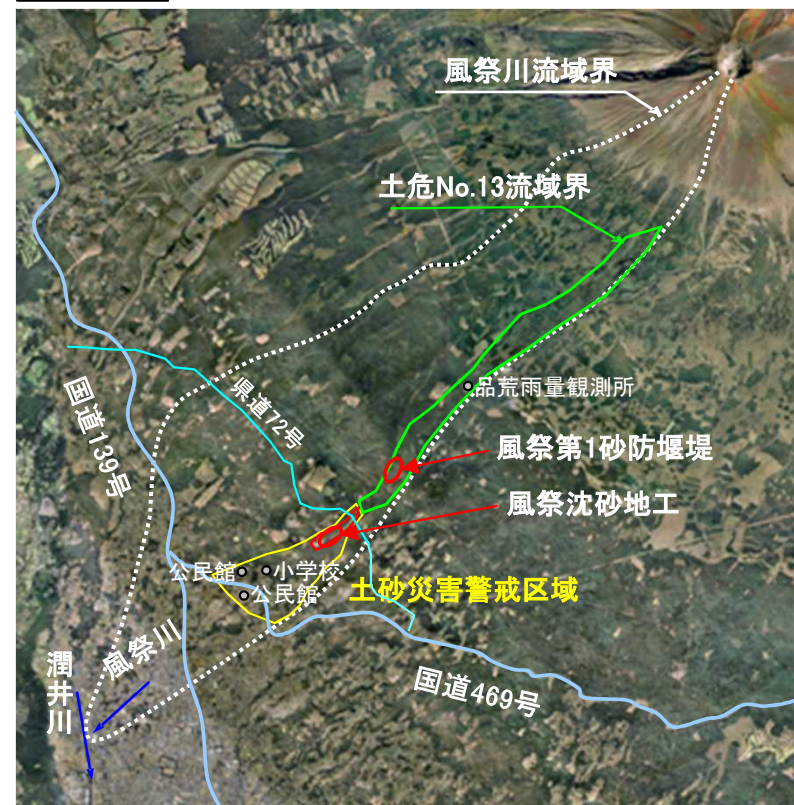 風祭川流域界
土危No.13流域界
品荒雨量観測所
国道139号
県道72号
風祭第1砂防堰堤
風祭沈砂地工
公民館
小学校
公民館
土砂災害警戒区域
風祭川
潤井川
国道469号